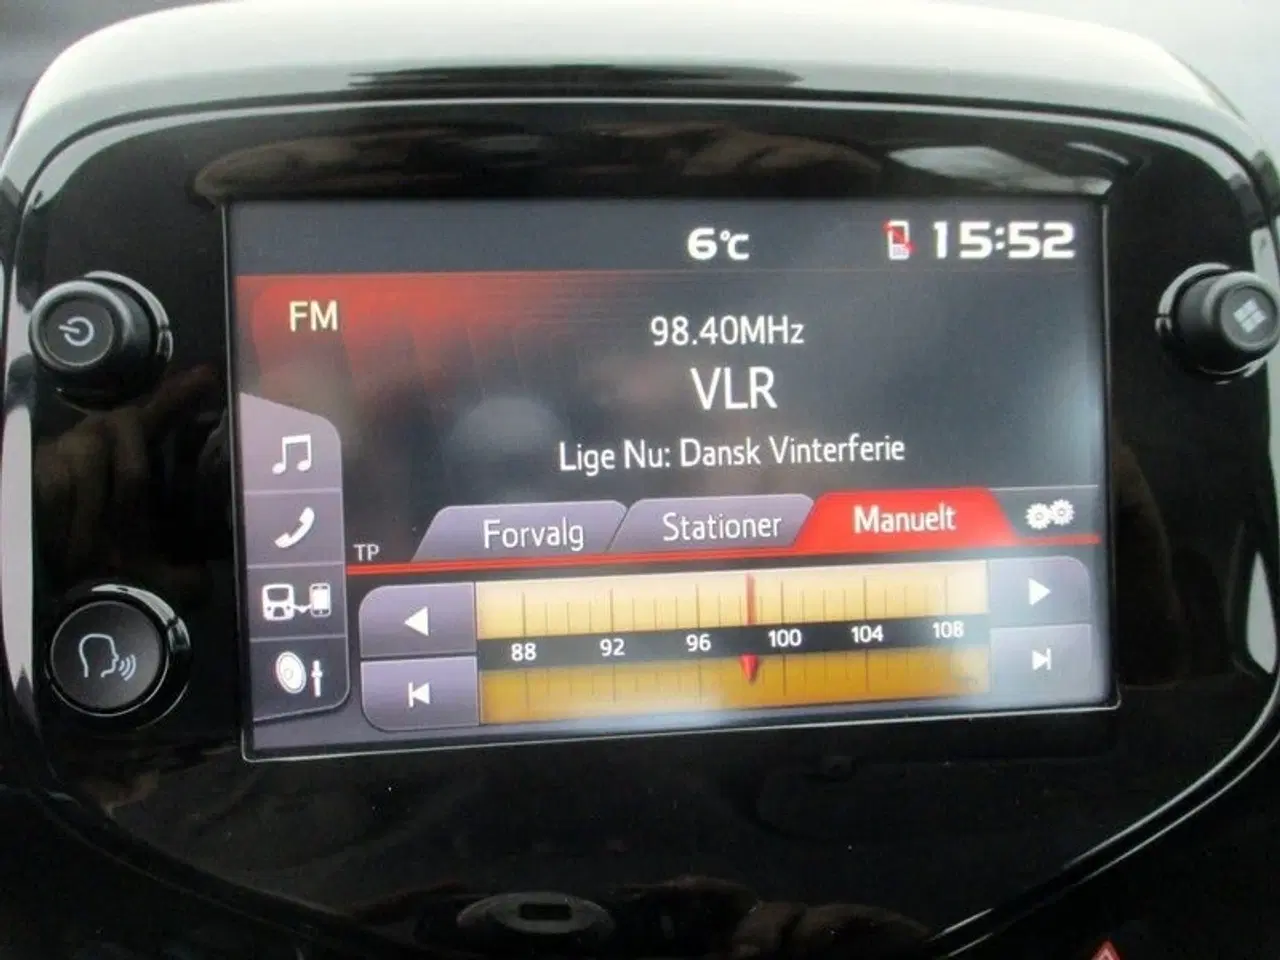 6°C 15:52
FM
98.40MHz
VLR
Lige Nu: Dansk Vinterferie
TP Forvalg Stationer Manuelt
88 92 96 100 104 108